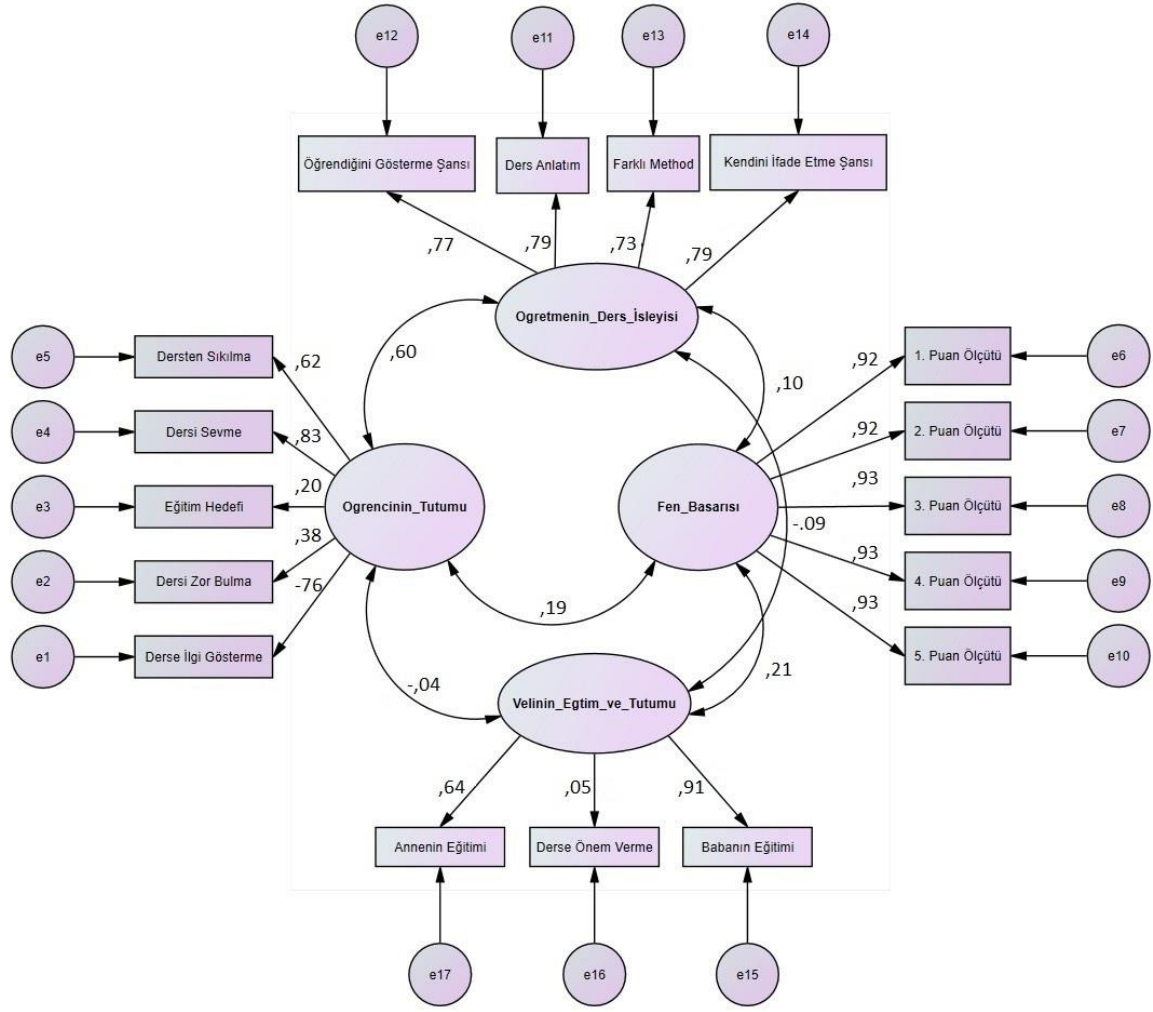 e12
e11
e13
e14
Öğrendiğini Gösterme Şansı
Ders Anlatım
Farklı Method
Kendini İfade Etme Şansı
,77
,79
,73
,79
Ogretmenin_Ders_İsleyisi
e5
Dersten Sıkılma
,62
,60
,10
,92
1. Puan Ölçütü
e6
e4
Dersi Sevme
,83
,92
2. Puan Ölçütü
e7
e3
Eğitim Hedefi
,20
Ogrencinin_Tutumu
Fen_Basarısı
-.09
,93
3. Puan Ölçütü
e8
e2
Dersi Zor Bulma
,38
,93
4. Puan Ölçütü
e9
e1
Derse İlgi Gösterme
-76
,19
,93
5. Puan Ölçütü
e10
-,04
,21
Velinin_Egtim_ve_Tutumu
,64
,05
,91
Annenin Eğitimi
Derse Önem Verme
Babanın Eğitimi
e17
e16
e15